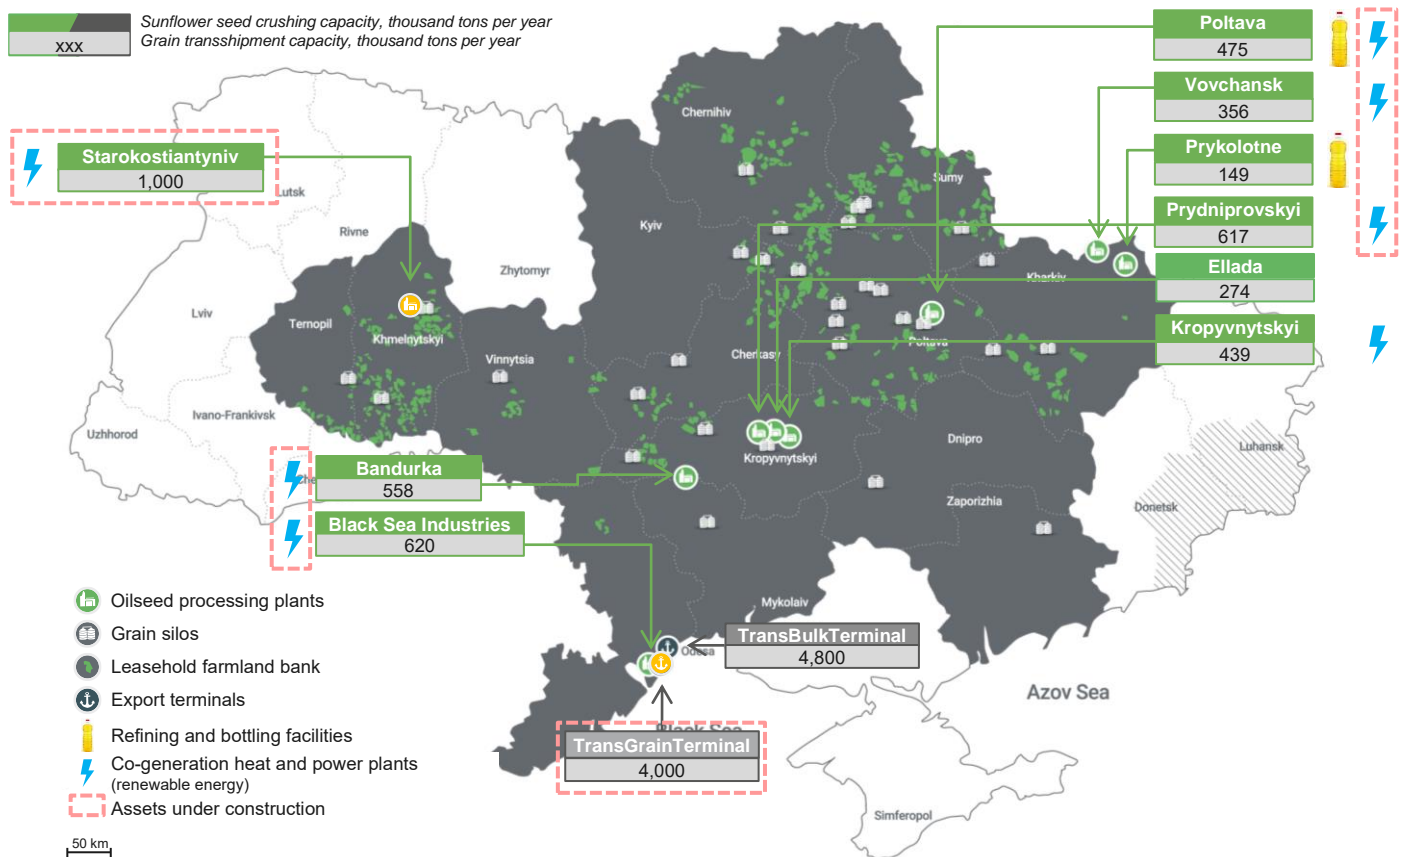 Sunflower seed crushing capacity, thousand tons per year
xxx
Grain transshipment capacity, thousand tons per year
Poltava
475
Vovchansk
356
Prykolotne
149
Prydniprovskyi
617
Ellada
274
Kropyvnytskyi
439
Starokostiantyniv
1,000
Chernihiv
Sumy
Lutsk
Rivne
Kyiv
Zhytomyr
Kharkiv
Lviv
Ternopil
Khmelnytskyi
Vinnytsia
Cherkasy
Poltava
Ivano-Frankivsk
Uzhhorod
Kropyvnytskyi
Dnipro
Luhansk
Donetsk
Zaporizhia
Bandurka
558
Black Sea Industries
620
Mykolaiv
Odesa
TransBulkTerminal
4,800
Azov Sea
Black Sea
TransGrainTerminal
4,000
Simferopol
Oilseed processing plants
Grain silos
Leasehold farmland bank
Export terminals
Refining and bottling facilities
Co-generation heat and power plants
(renewable energy)
Assets under construction
50 km